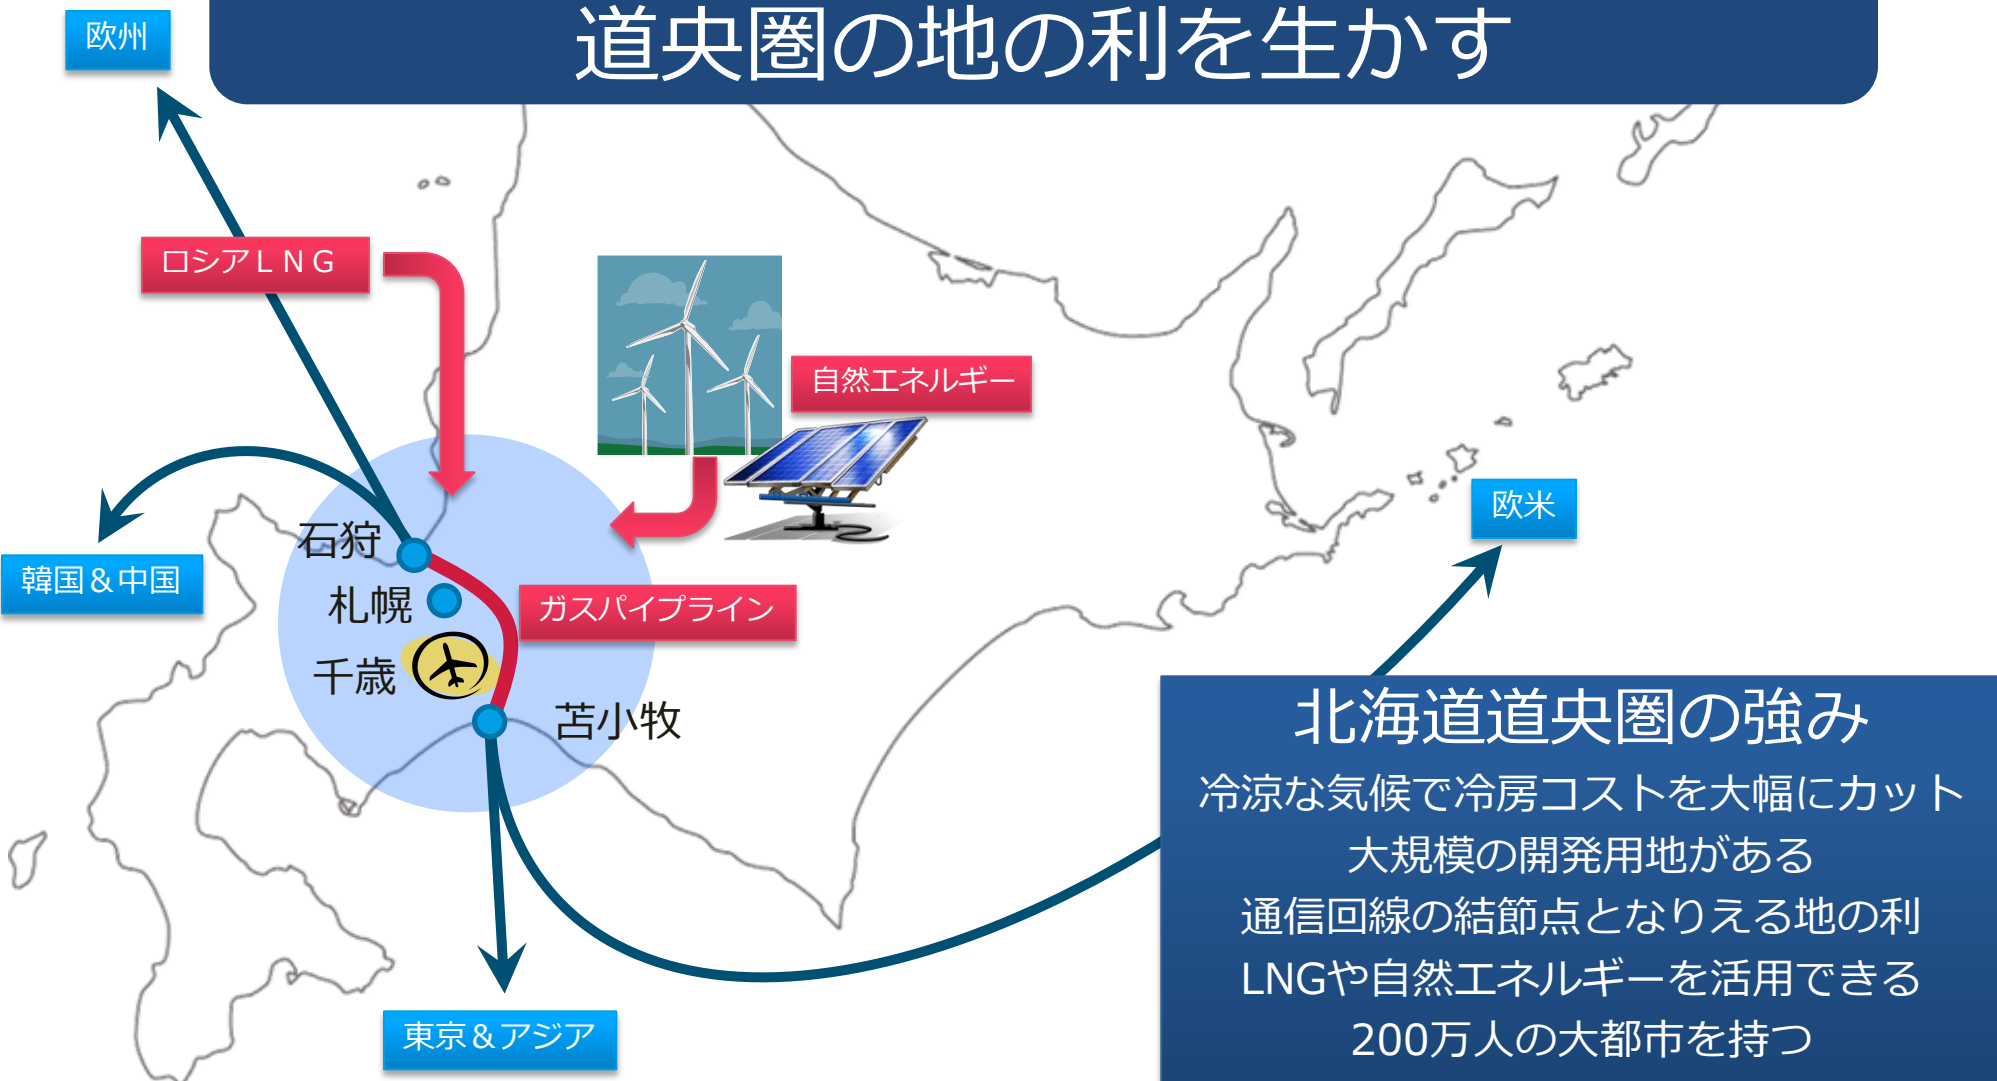 道央圏の地の利を生かす
欧州
ロシアＬＮＧ
自然エネルギー
欧米
石狩
韓国＆中国
札幌
ガスパイプライン
千歳
苫小牧
東京＆アジア
北海道道央圏の強み
冷涼な気候で冷房コストを大幅にカット
大規模の開発用地がある
通信回線の結節点となりえる地の利
LNGや自然エネルギーを活用できる
200万人の大都市を持つ